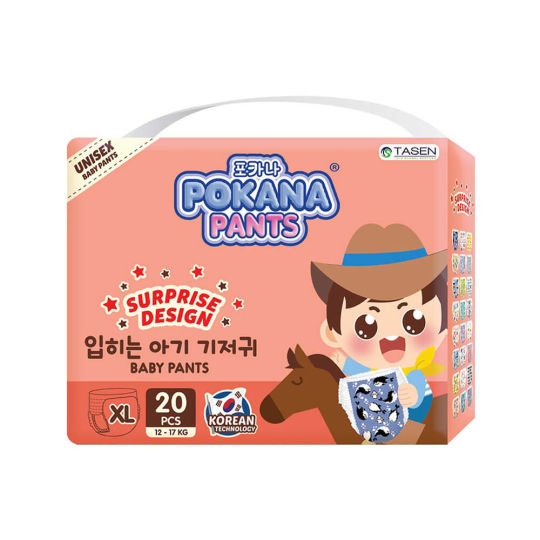 UNISEX
BABY PANTS
TASEN
포카나
POKANA®
PANTS
SURPRISE
DESIGN
SURPRISE
DESIGN
입히는 아기 기저귀
BABY PANTS
XL
20
PCS
12 - 17 KG
KOREAN
TECHNOLOGY